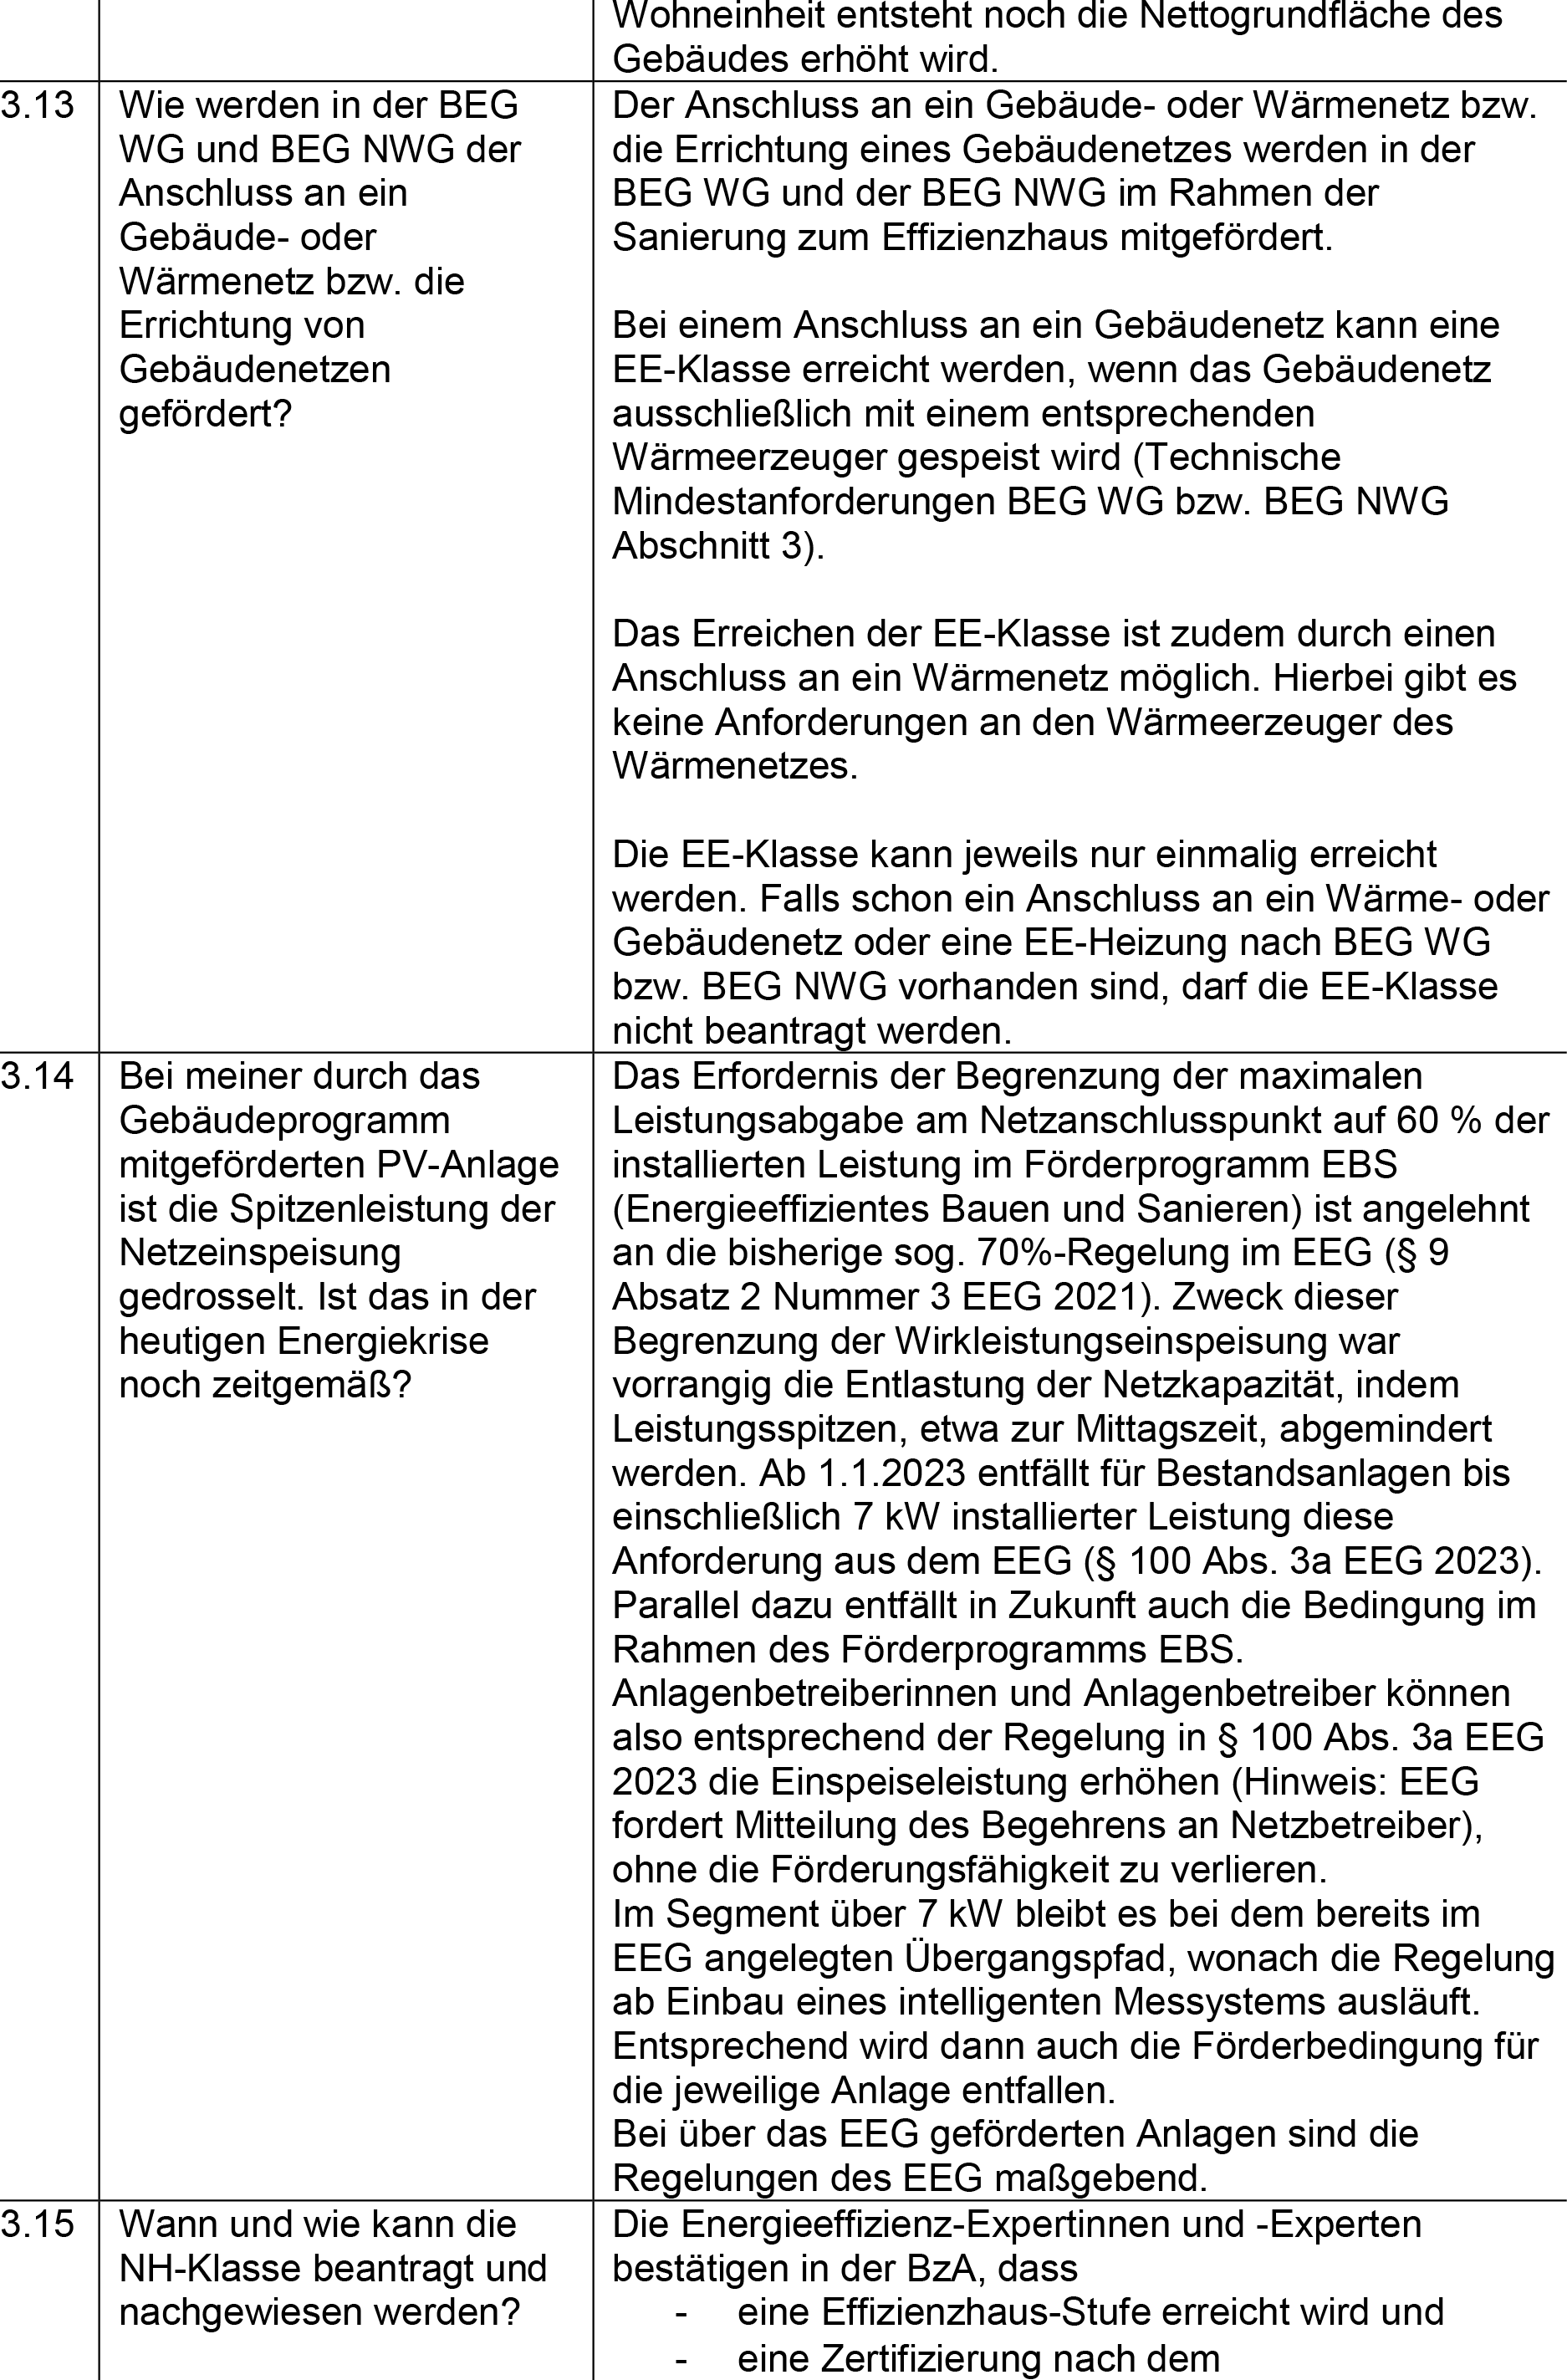 Wohneinheit entsteht noch die Nettogrundfläche des
Gebäudes erhöht wird.
3.13
Wie werden in der BEG
WG und BEG NWG der
Anschluss an ein
Gebäude- oder
Wärmenetz bzw. die
Errichtung von
Gebäudenetzen
gefördert?
Der Anschluss an ein Gebäude- oder Wärmenetz bzw.
die Errichtung eines Gebäudenetzes werden in der
BEG WG und der BEG NWG im Rahmen der
Sanierung zum Effizienzhaus mitgefördert.
Bei einem Anschluss an ein Gebäudenetz kann eine
EE-Klasse erreicht werden, wenn das Gebäudenetz
ausschließlich mit einem entsprechenden
Wärmeerzeuger gespeist wird (Technische
Mindestanforderungen BEG WG bzw. BEG NWG
Abschnitt 3).
Das Erreichen der EE-Klasse ist zudem durch einen
Anschluss an ein Wärmenetz möglich. Hierbei gibt es
keine Anforderungen an den Wärmeerzeuger des
Wärmenetzes.
Die EE-Klasse kann jeweils nur einmalig erreicht
werden. Falls schon ein Anschluss an ein Wärme- oder
Gebäudenetz oder eine EE-Heizung nach BEG WG
bzw. BEG NWG vorhanden sind, darf die EE-Klasse
nicht beantragt werden.
3.14
Bei meiner durch das
Gebäudeprogramm
mitgeförderten PV-Anlage
ist die Spitzenleistung der
Netzeinspeisung
gedrosselt. Ist das in der
heutigen Energiekrise
noch zeitgemäß?
Das Erfordernis der Begrenzung der maximalen
Leistungsabgabe am Netzanschlusspunkt auf 60 % der
installierten Leistung im Förderprogramm EBS
(Energieeffizientes Bauen und Sanieren) ist angelehnt
an die bisherige sog. 70%-Regelung im EEG (§ 9
Absatz 2 Nummer 3 EEG 2021). Zweck dieser
Begrenzung der Wirkleistungseinspeisung war
vorrangig die Entlastung der Netzkapazität, indem
Leistungsspitzen, etwa zur Mittagszeit, abgemindert
werden. Ab 1.1.2023 entfällt für Bestandsanlagen bis
einschließlich 7 kW installierter Leistung diese
Anforderung aus dem EEG (§ 100 Abs. 3a EEG 2023).
Parallel dazu entfällt in Zukunft auch die Bedingung im
Rahmen des Förderprogramms EBS.
Anlagenbetreiberinnen und Anlagenbetreiber können
also entsprechend der Regelung in § 100 Abs. 3a EEG
2023 die Einspeiseleistung erhöhen (Hinweis: EEG
fordert Mitteilung des Begehrens an Netzbetreiber),
ohne die Förderungsfähigkeit zu verlieren.
Im Segment über 7 kW bleibt es bei dem bereits im
EEG angelegten Übergangspfad, wonach die Regelung
ab Einbau eines intelligenten Messystems ausläuft.
Entsprechend wird dann auch die Förderbedingung für
die jeweilige Anlage entfallen.
Bei über das EEG geförderten Anlagen sind die
Regelungen des EEG maßgebend.
3.15
Wann und wie kann die
NH-Klasse beantragt und
nachgewiesen werden?
Die Energieeffizienz-Expertinnen und -Experten
bestätigen in der BzA, dass
- eine Effizienzhaus-Stufe erreicht wird und
- eine Zertifizierung nach dem